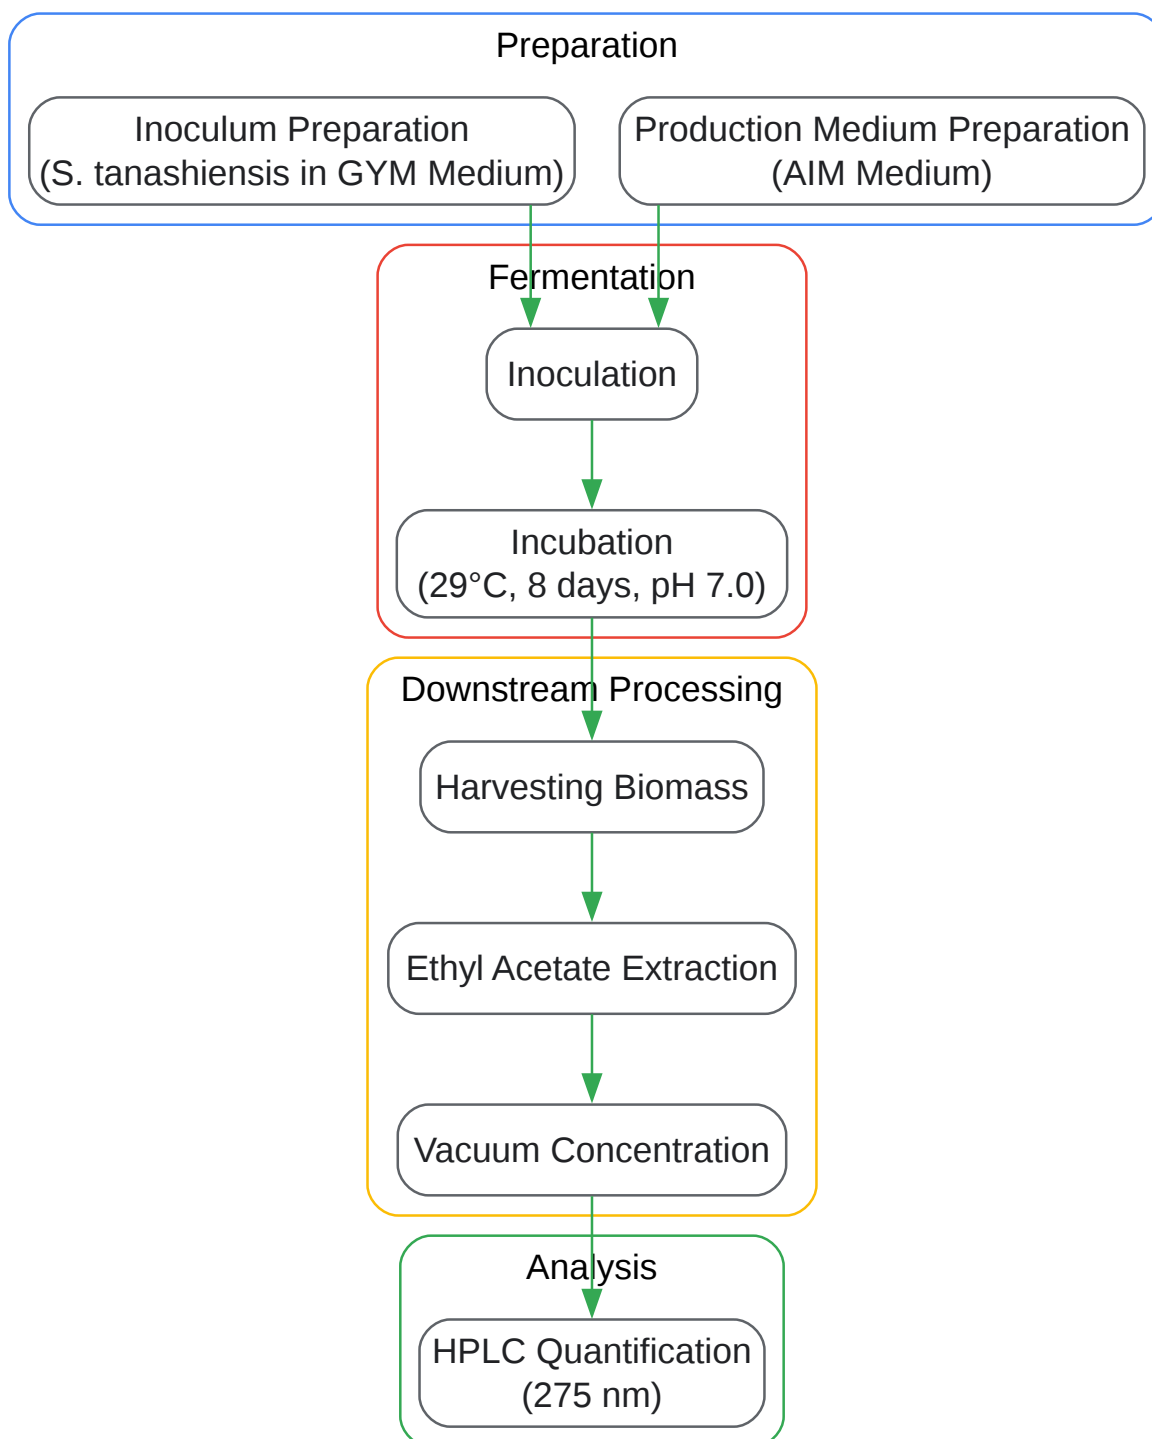 Preparation
Inoculum Preparation
(S. tanashiensis in GYM Medium)
Production Medium Preparation
(AIM Medium)
Fermentation
Inoculation
Incubation
(29°C, 8 days, pH 7.0)
Downstream Processing
Harvesting Biomass
Ethyl Acetate Extraction
Vacuum Concentration
Analysis
HPLC Quantification
(275 nm)